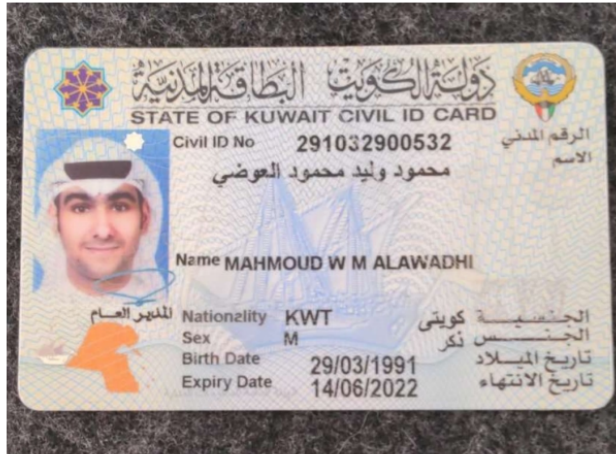 دولة الكويت البطاقة المدنية
STATE OF KUWAIT CIVIL ID CARD
Civil ID No 291032900532 الرقم المدني
محمود وليد محمود العوضي الاسم
Name MAHMOUD W M ALAWADHI
المدير العام
Nationality KWT كويتي الجنسية
Sex M ذكر الجنس
Birth Date 29/03/1991 تاريخ الميلاد
Expiry Date 14/06/2022 تاريخ الانتهاء